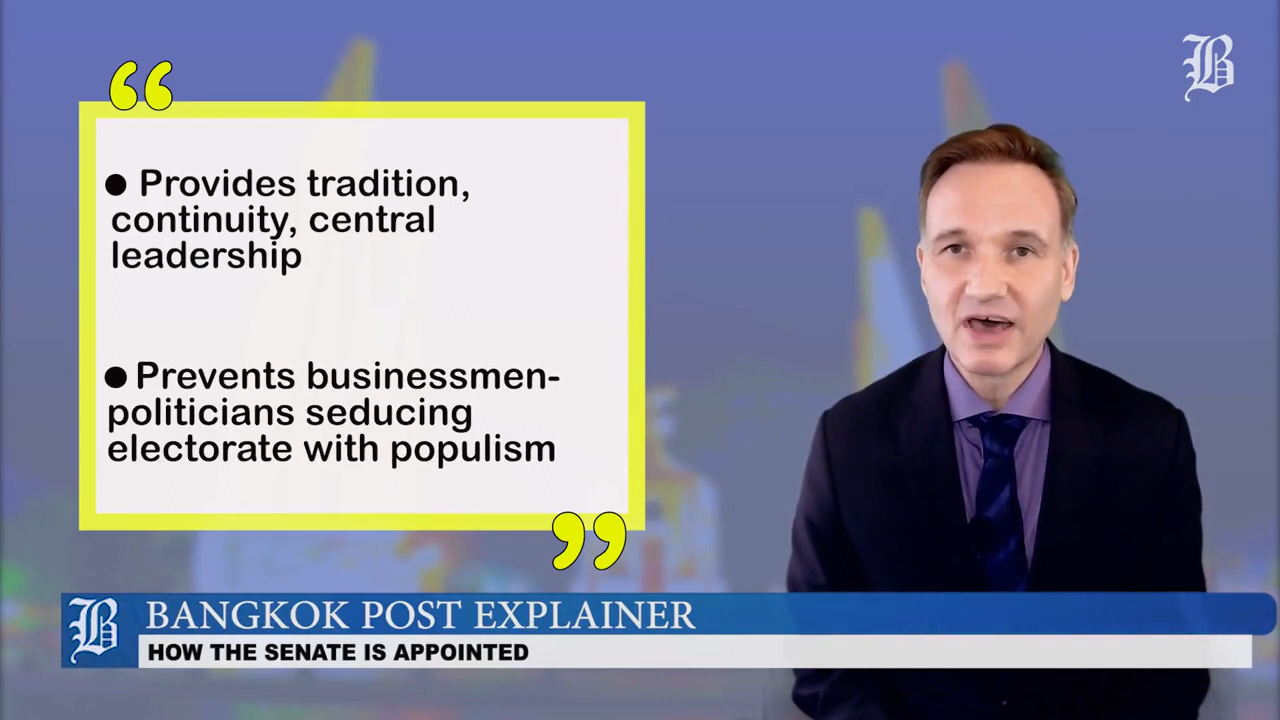 B
“
● Provides tradition,
continuity, central
leadership
● Prevents businessmen-
politicians seducing
electorate with populism
”
B BANGKOK POST EXPLAINER
HOW THE SENATE IS APPOINTED